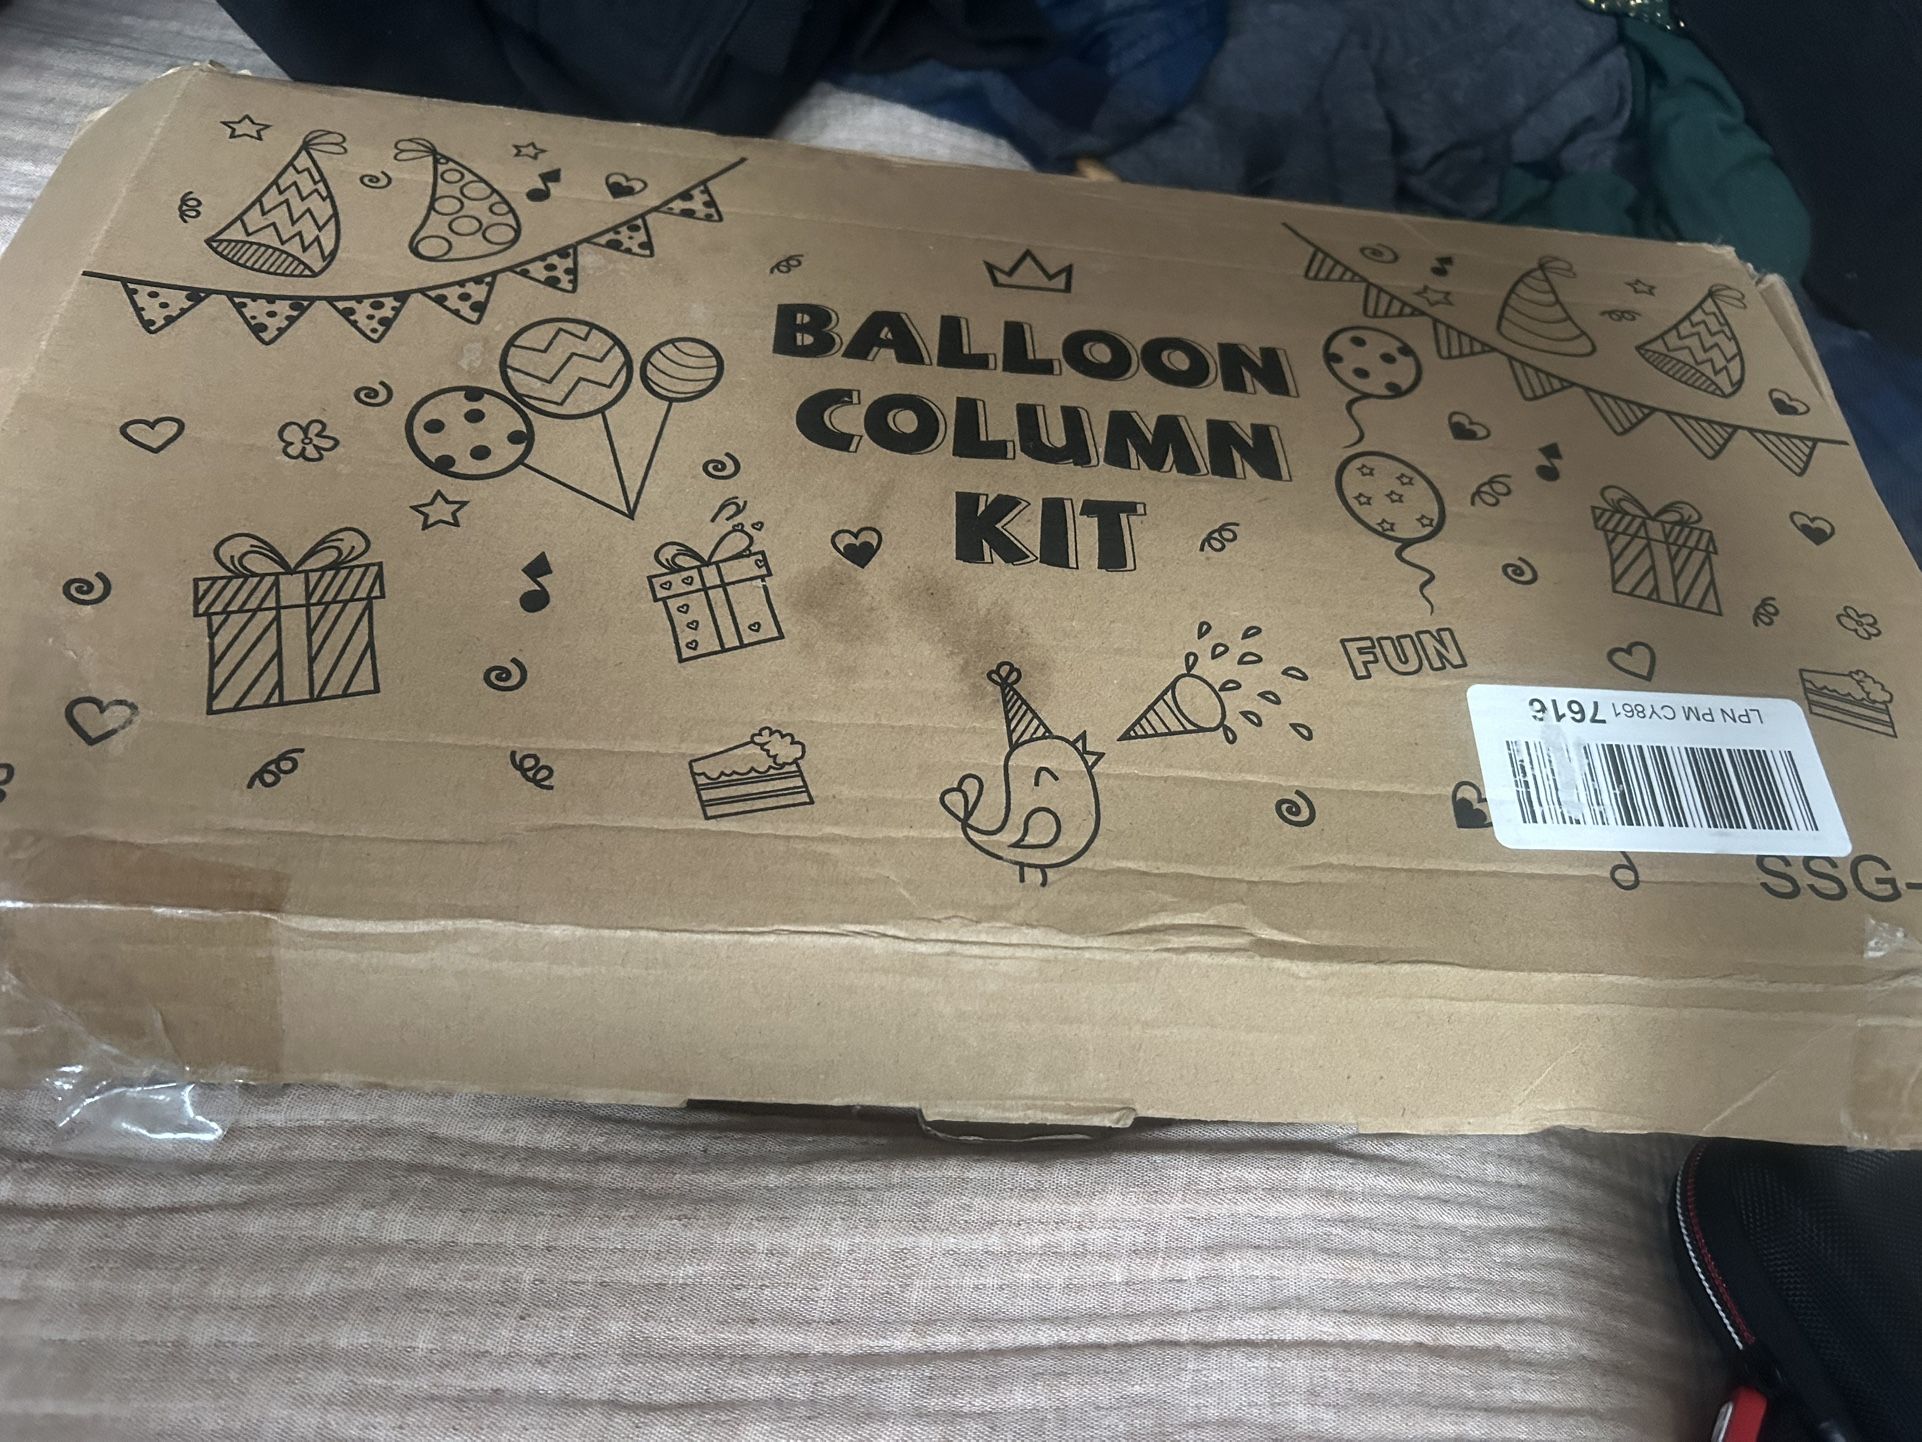 BALLOON
COLUMN
KIT
FUN
LPN PM CY861 7616
SSG-